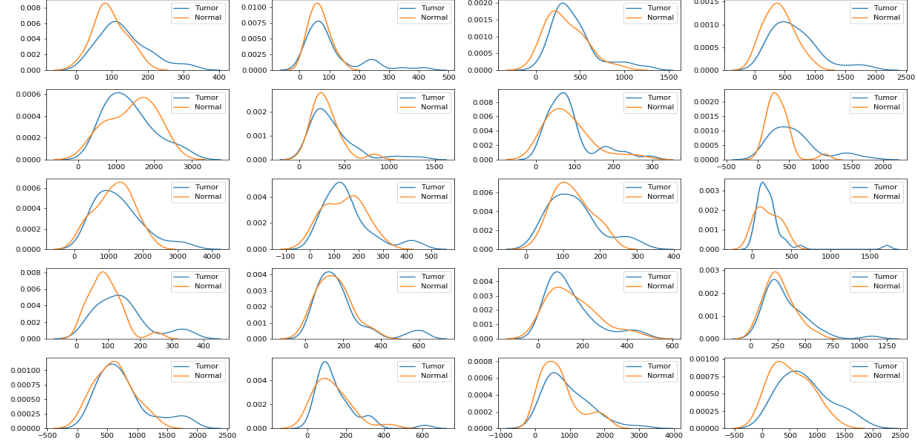 0.008 0.006 0.004 0.002 0.000 Tumor Normal 0 100 200 300 400
0.0100 0.0075 0.0050 0.0025 0.0000 Tumor Normal 0 100 200 300 400 500
0.0020 0.0015 0.0010 0.0005 0.0000 Tumor Normal 0 500 1000 1500
0.0015 0.0010 0.0005 0.0000 Tumor Normal 0 500 1000 1500 2000 2500
0.0006 0.0004 0.0002 0.0000 Tumor Normal 0 1000 2000 3000
0.002 0.001 0.000 Tumor Normal 0 500 1000 1500
0.008 0.006 0.004 0.002 0.000 Tumor Normal 0 100 200 300
0.0020 0.0015 0.0010 0.0005 0.0000 Tumor Normal −500 0 500 1000 1500 2000
0.0006 0.0004 0.0002 0.0000 Tumor Normal 0 1000 2000 3000 4000
0.004 0.002 0.000 Tumor Normal −100 0 100 200 300 400 500
0.006 0.004 0.002 0.000 Tumor Normal 0 100 200 300 400
0.003 0.002 0.001 0.000 Tumor Normal 0 500 1000 1500
0.008 0.006 0.004 0.002 0.000 Tumor Normal 0 100 200 300 400
0.004 0.003 0.002 0.001 0.000 Tumor Normal 0 200 400 600
0.004 0.003 0.002 0.001 0.000 Tumor Normal 0 200 400 600
0.003 0.002 0.001 0.000 Tumor Normal 0 250 500 750 1000 1250
0.00100 0.00075 0.00050 0.00025 0.00000 Tumor Normal −500 0 500 1000 1500 2000 2500
0.004 0.002 0.000 Tumor Normal 0 200 400 600
0.0008 0.0006 0.0004 0.0002 0.0000 Tumor Normal −1000 0 1000 2000 3000 4000
0.00100 0.00075 0.00050 0.00025 0.00000 Tumor Normal −500 0 500 1000 1500 2000 2500